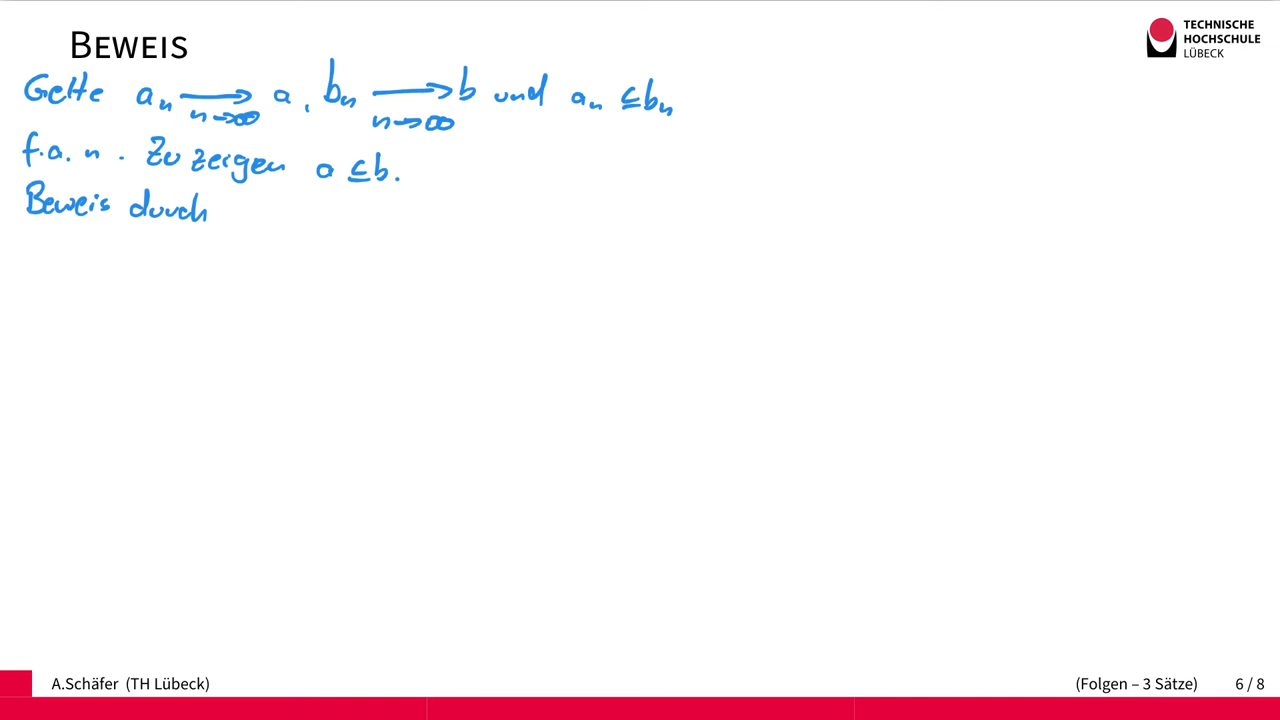 BEWEIS
TECHNISCHE
HOCHSCHULE
LÜBECK
Gelte aₙ ⟶ a, bₙ ⟶ b und aₙ ≤ bₙ
n→∞ n→∞
f.a. n. Zu zeigen a ≤ b.
Beweis durch
A.Schäfer (TH Lübeck) (Folgen – 3 Sätze) 6 / 8